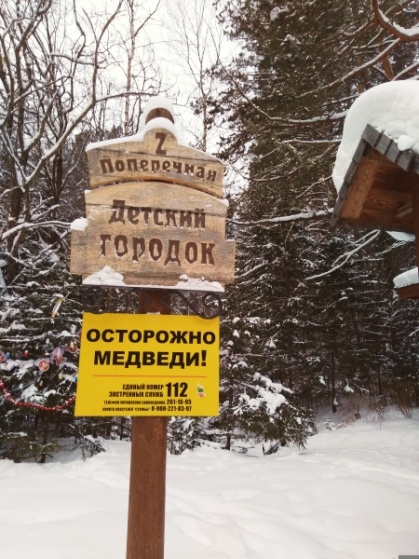 2 Поперечная
Детский
городок
ОСТОРОЖНО
МЕДВЕДИ!
ЕДИНЫЙ НОМЕР
ЭКСТРЕННЫХ СЛУЖБ 112